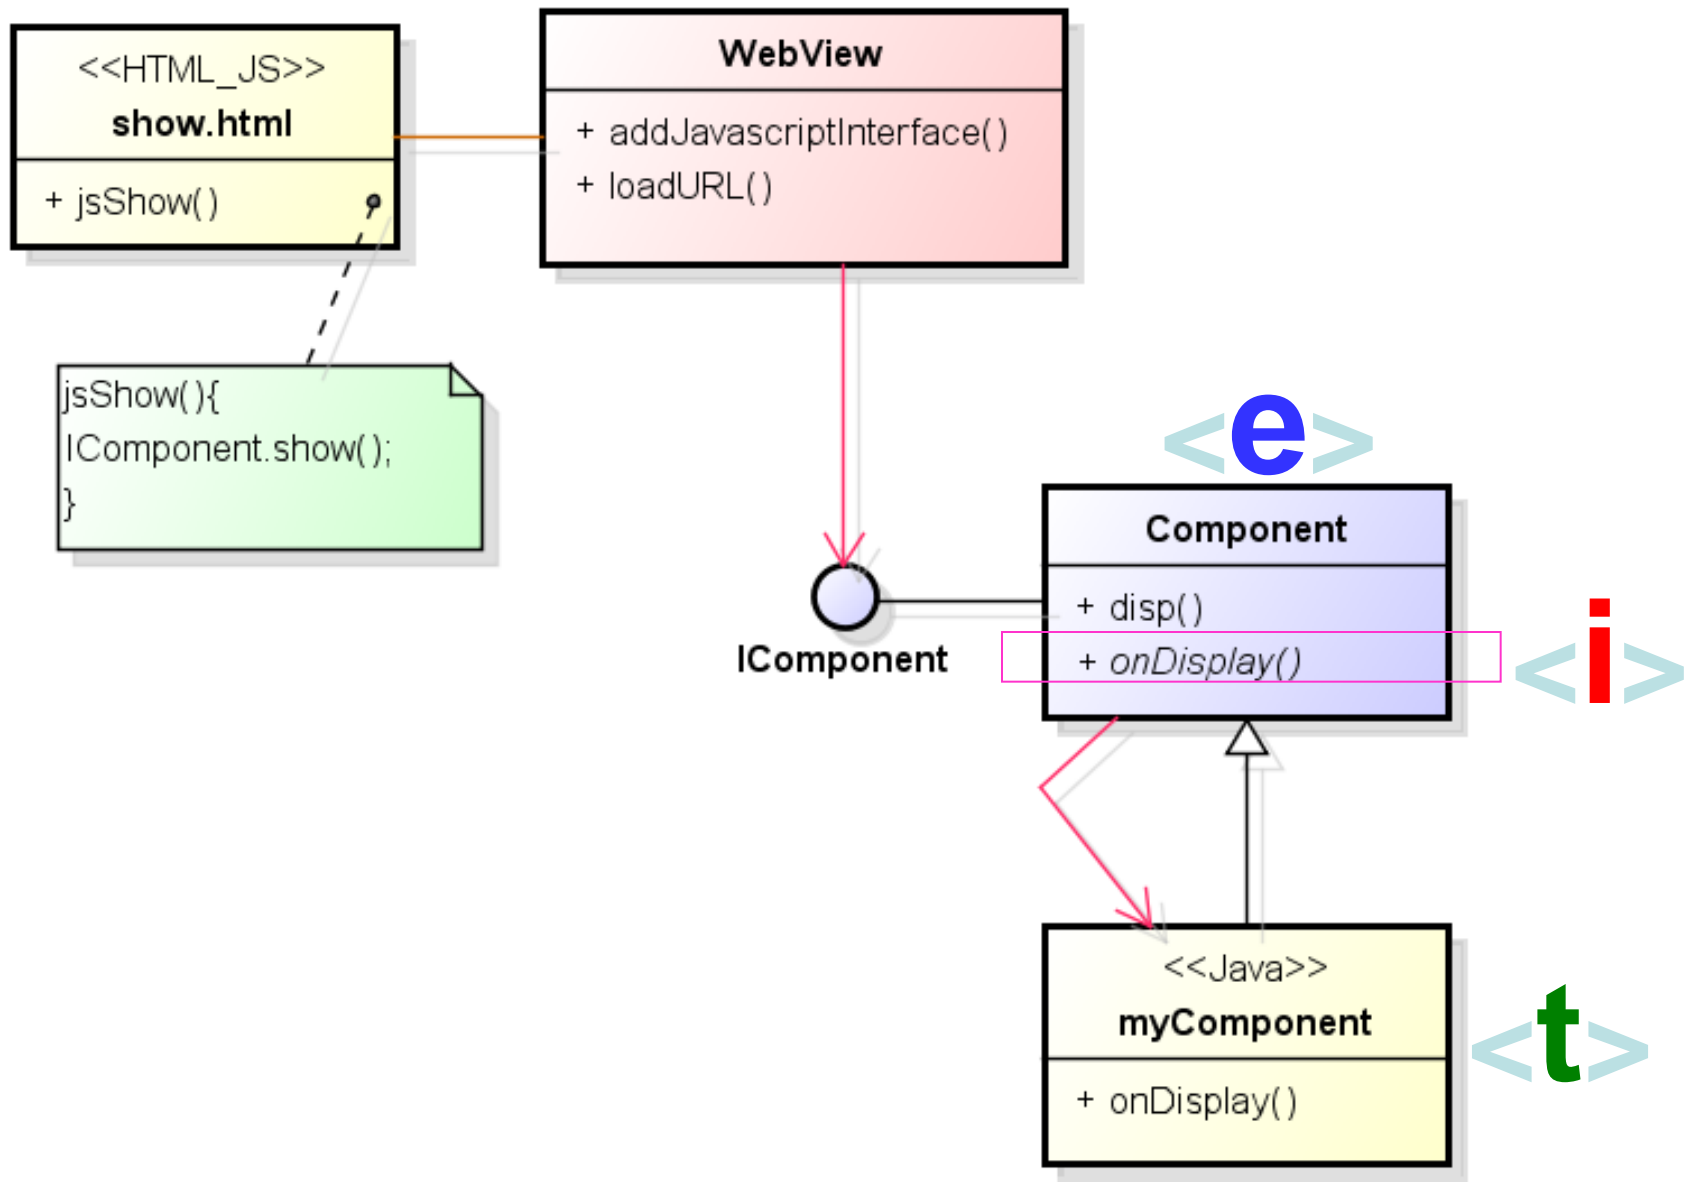 <<HTML_JS>>
show.html
+ jsShow()
WebView
+ addJavascriptInterface()
+ loadURL()
jsShow(){
IComponent.show();
}
<e>
Component
+ disp()
+ onDisplay()
<i>
IComponent
<<Java>>
myComponent
+ onDisplay()
<t>